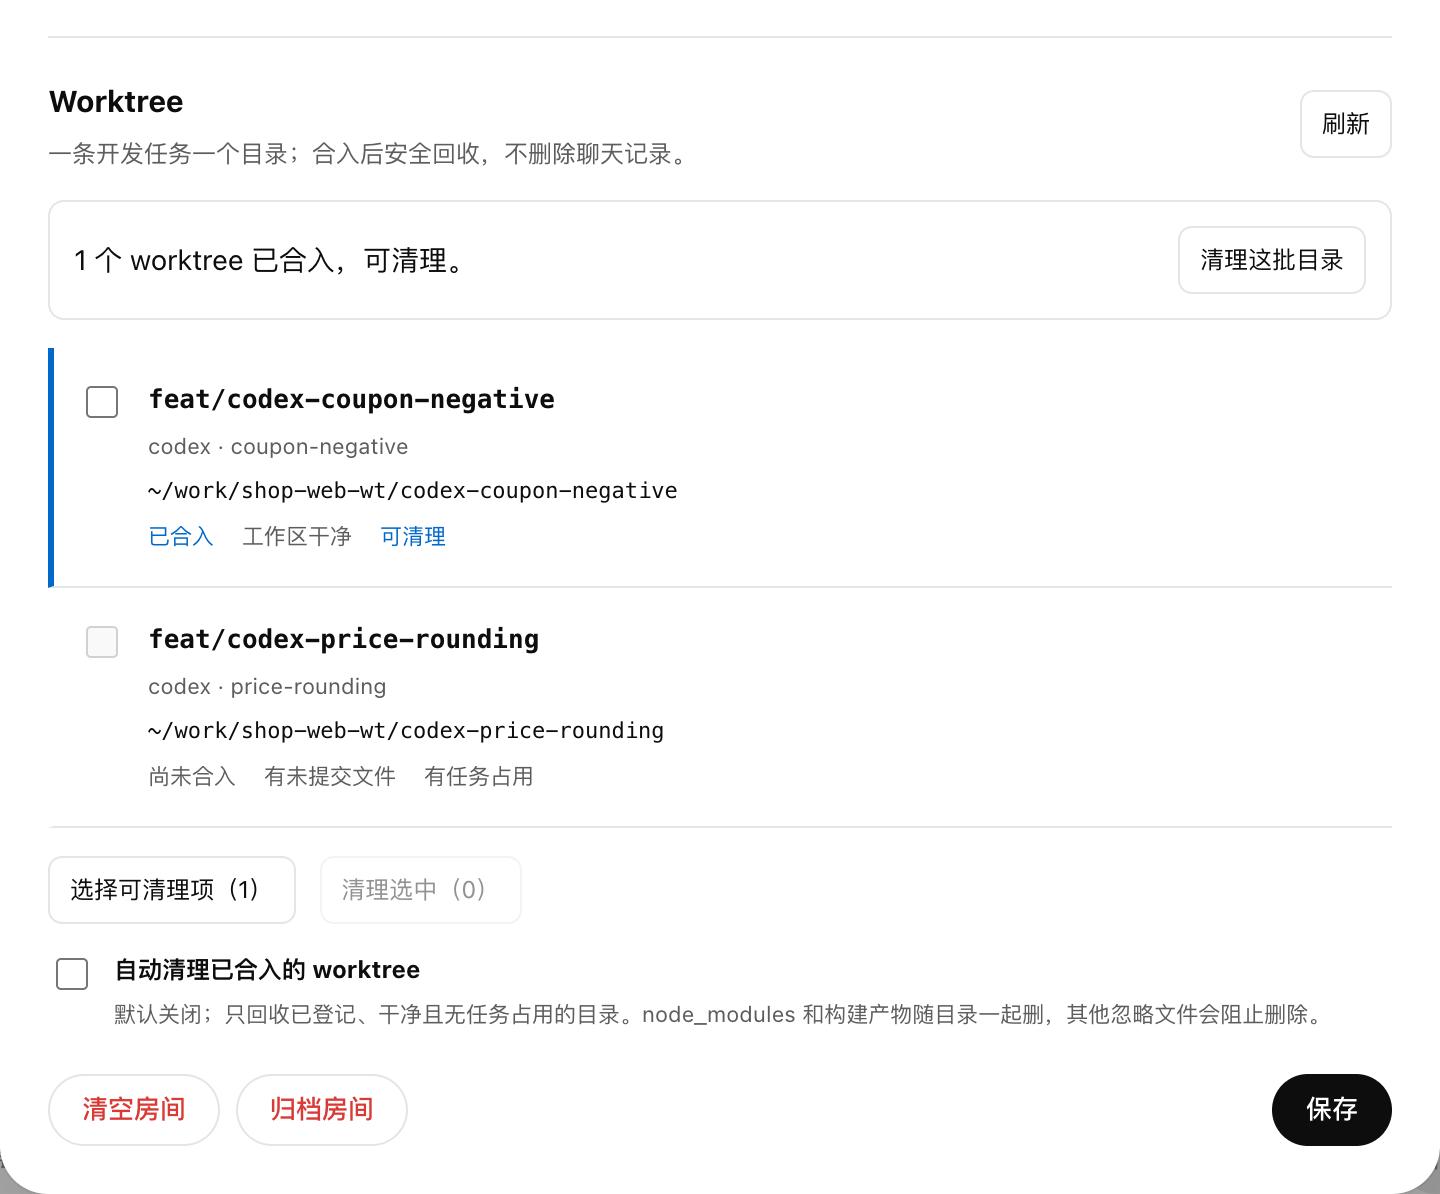 Worktree
刷新
一条开发任务一个目录；合入后安全回收，不删除聊天记录。
1 个 worktree 已合入，可清理。
清理这批目录
feat/codex-coupon-negative
codex · coupon-negative
~/work/shop-web-wt/codex-coupon-negative
已合入 工作区干净 可清理
feat/codex-price-rounding
codex · price-rounding
~/work/shop-web-wt/codex-price-rounding
尚未合入 有未提交文件 有任务占用
选择可清理项（1） 清理选中（0）
自动清理已合入的 worktree
默认关闭；只回收已登记、干净且无任务占用的目录。node_modules 和构建产物随目录一起删，其他忽略文件会阻止删除。
清空房间 归档房间 保存